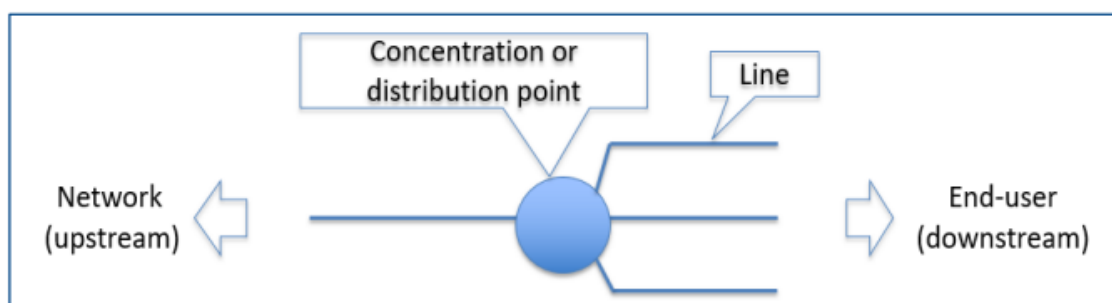 Concentration or
distribution point
Line
Network
(upstream)
End-user
(downstream)